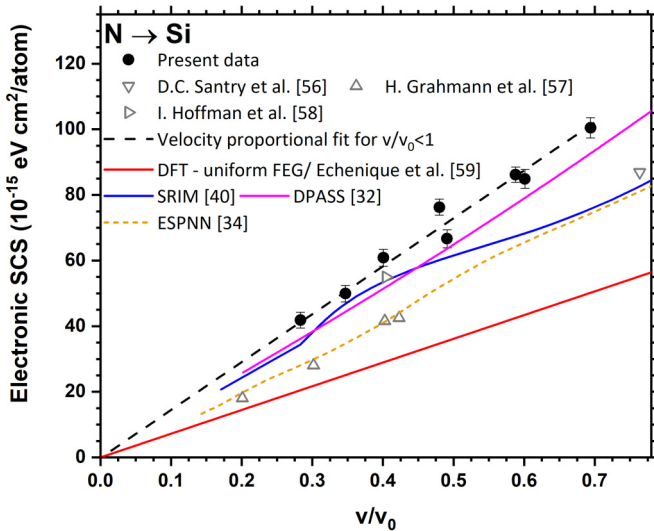 N → Si
Present data
D.C. Santry et al. [56] H. Grahmann et al. [57]
I. Hoffman et al. [58]
Velocity proportional fit for v/v₀<1
DFT - uniform FEG/ Echenique et al. [59]
SRIM [40] DPASS [32]
ESPNN [34]
Electronic SCS (10⁻¹⁵ eV cm²/atom)
120
100
80
60
40
20
0
0.0 0.1 0.2 0.3 0.4 0.5 0.6 0.7
v/v₀